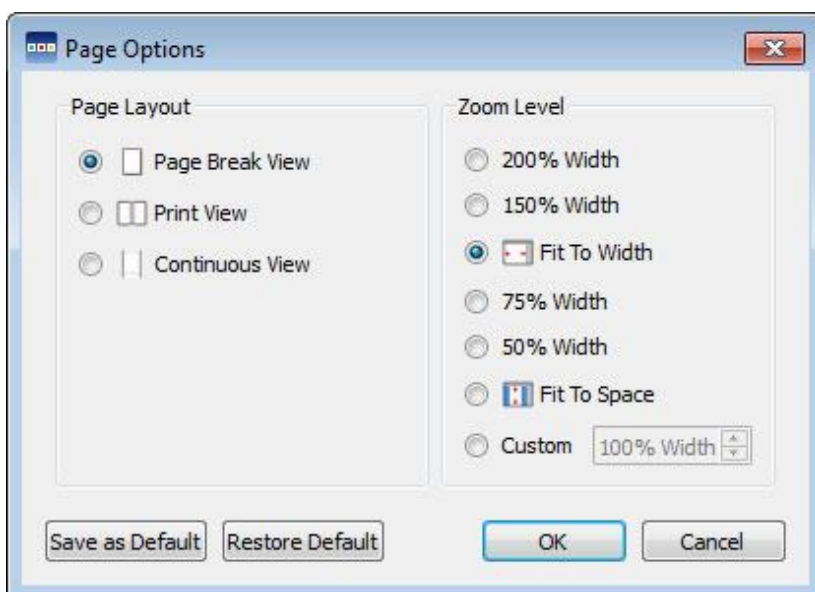 Page Options
Page Layout
Page Break View
Print View
Continuous View
Zoom Level
200% Width
150% Width
Fit To Width
75% Width
50% Width
Fit To Space
Custom 100% Width
Save as Default Restore Default OK Cancel